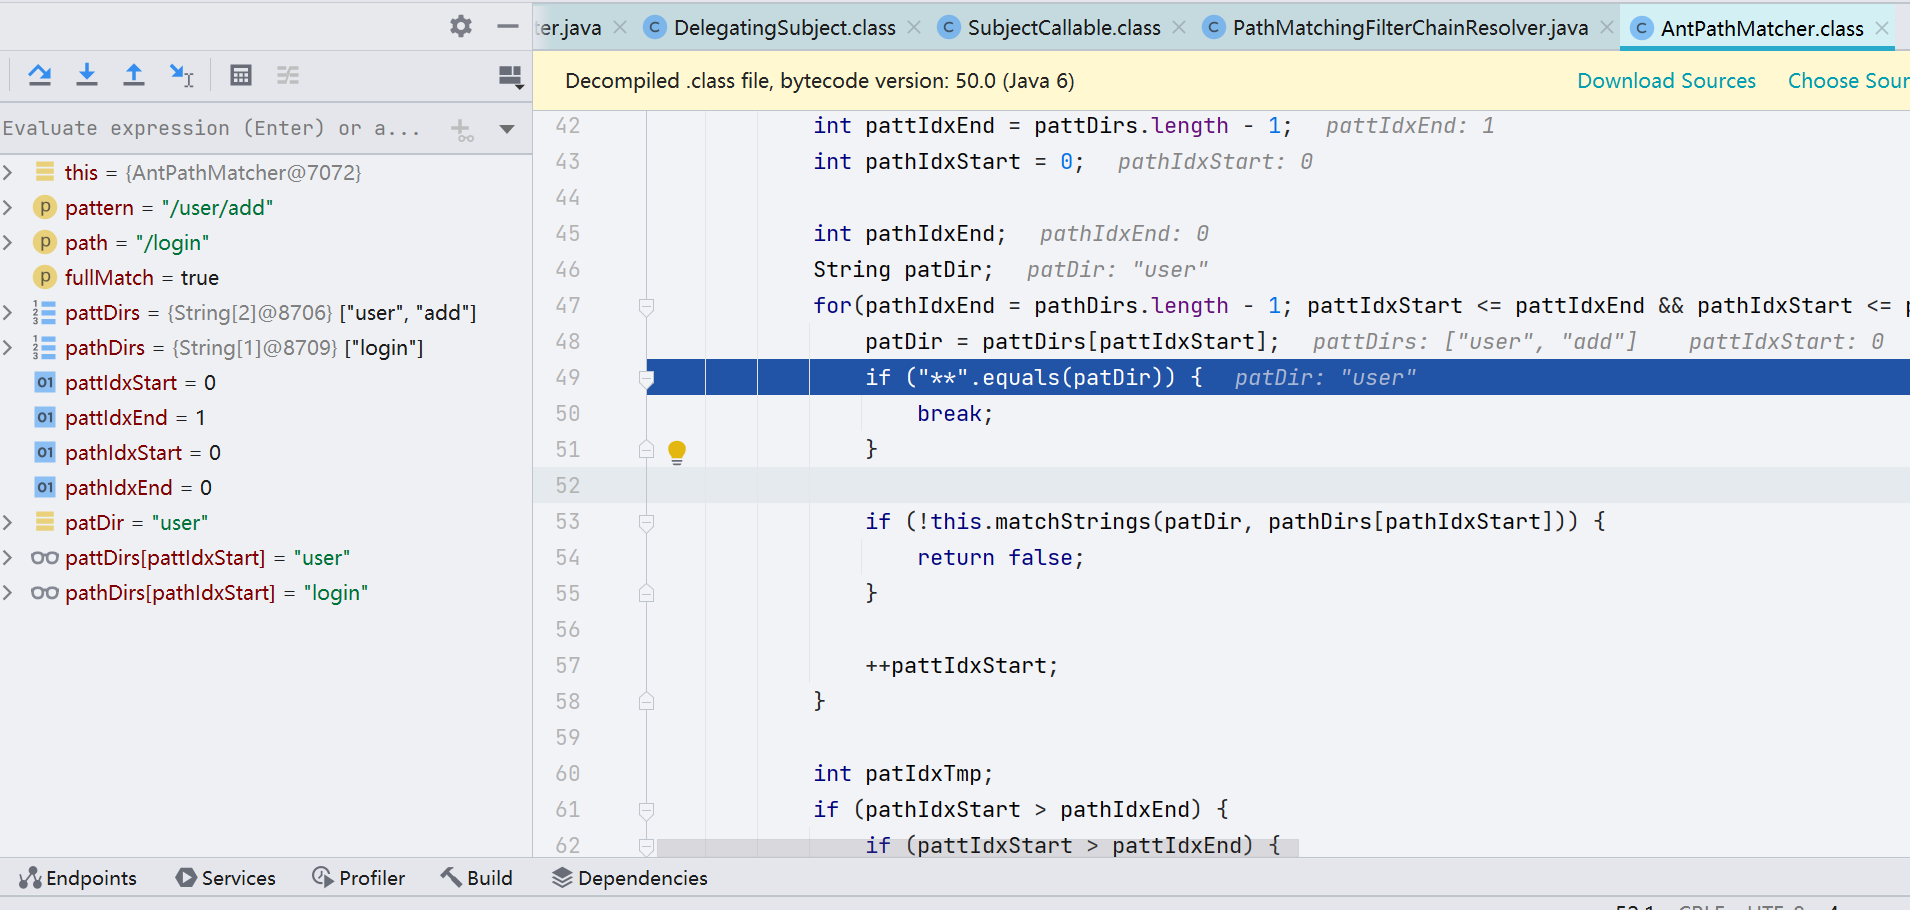 ter.java DelegatingSubject.class SubjectCallable.class PathMatchingFilterChainResolver.java AntPathMatcher.class
Decompiled .class file, bytecode version: 50.0 (Java 6) Download Sources Choose Sour
Evaluate expression (Enter) or a...
this = {AntPathMatcher@7072}
pattern = "/user/add"
path = "/login"
fullMatch = true
pattDirs = {String[2]@8706} ["user", "add"]
pathDirs = {String[1]@8709} ["login"]
pattIdxStart = 0
pattIdxEnd = 1
pathIdxStart = 0
pathIdxEnd = 0
patDir = "user"
pattDirs[pattIdxStart] = "user"
pathDirs[pathIdxStart] = "login"
42 int pattIdxEnd = pattDirs.length - 1; pattIdxEnd: 1
43 int pathIdxStart = 0; pathIdxStart: 0
44
45 int pathIdxEnd; pathIdxEnd: 0
46 String patDir; patDir: "user"
47 for(pathIdxEnd = pathDirs.length - 1; pattIdxStart <= pattIdxEnd && pathIdxStart <= p
48 patDir = pattDirs[pattIdxStart]; pattDirs: ["user", "add"] pattIdxStart: 0
49 if ("**".equals(patDir)) { patDir: "user"
50 break;
51 }
52
53 if (!this.matchStrings(patDir, pathDirs[pathIdxStart])) {
54 return false;
55 }
56
57 ++pattIdxStart;
58 }
59
60 int patIdxTmp;
61 if (pathIdxStart > pathIdxEnd) {
62 if (pattIdxStart > pattIdxEnd) {
Endpoints Services Profiler Build Dependencies